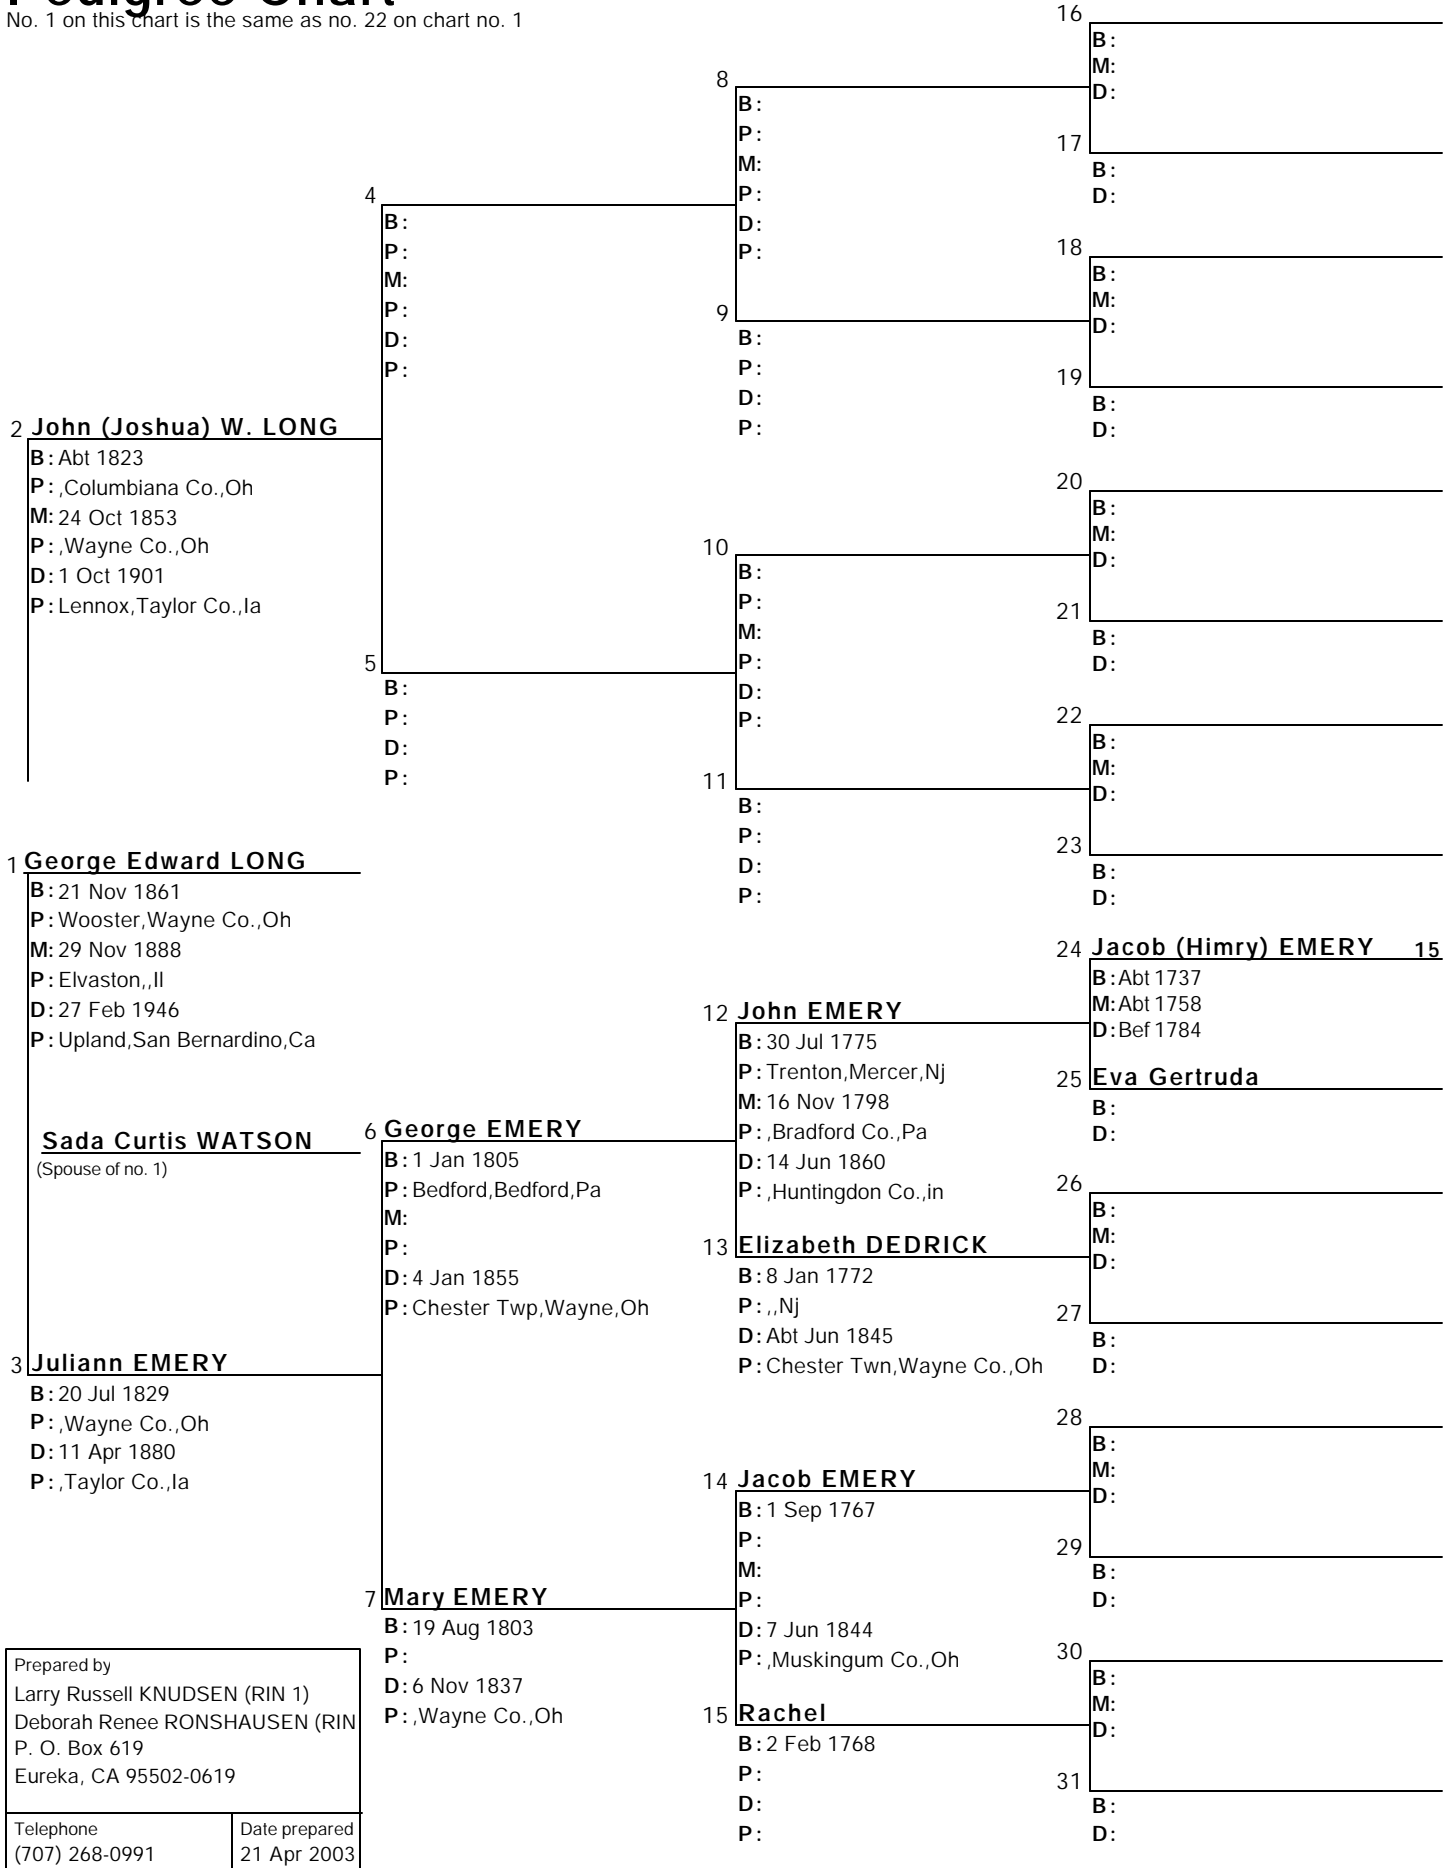 Pedigree Chart
No. 1 on this chart is the same as no. 22 on chart no. 1
2 John (Joshua) W. LONG
B: Abt 1823
P: ,Columbiana Co.,Oh
M: 24 Oct 1853
P: ,Wayne Co.,Oh
D: 1 Oct 1901
P: Lennox,Taylor Co.,Ia
1 George Edward LONG
B: 21 Nov 1861
P: Wooster,Wayne Co.,Oh
M: 29 Nov 1888
P: Elvaston,,Il
D: 27 Feb 1946
P: Upland,San Bernardino,Ca
Sada Curtis WATSON
(Spouse of no. 1)
3 Juliann EMERY
B: 20 Jul 1829
P: ,Wayne Co.,Oh
D: 11 Apr 1880
P: ,Taylor Co.,Ia
Prepared by
Larry Russell KNUDSEN (RIN 1)
Deborah Renee RONSHAUSEN (RIN
P. O. Box 619
Eureka, CA 95502-0619
Telephone
(707) 268-0991
Date prepared
21 Apr 2003
4
B:
P:
M:
P:
D:
P:
5
B:
P:
D:
P:
6 George EMERY
B: 1 Jan 1805
P: Bedford,Bedford,Pa
M:
P:
D: 4 Jan 1855
P: Chester Twp,Wayne,Oh
7 Mary EMERY
B: 19 Aug 1803
P:
D: 6 Nov 1837
P: ,Wayne Co.,Oh
8
B:
P:
M:
P:
D:
P:
9
B:
P:
D:
P:
10
B:
P:
M:
P:
D:
P:
11
B:
P:
D:
P:
12 John EMERY
B: 30 Jul 1775
P: Trenton,Mercer,Nj
M: 16 Nov 1798
P: ,Bradford Co.,Pa
D: 14 Jun 1860
P: ,Huntingdon Co.,in
13 Elizabeth DEDRICK
B: 8 Jan 1772
P: ,,Nj
D: Abt Jun 1845
P: Chester Twn,Wayne Co.,Oh
14 Jacob EMERY
B: 1 Sep 1767
P:
M:
P:
D: 7 Jun 1844
P: ,Muskingum Co.,Oh
15 Rachel
B: 2 Feb 1768
P:
D:
P:
16
B:
M:
D:
17
B:
D:
18
B:
M:
D:
19
B:
D:
20
B:
M:
D:
21
B:
D:
22
B:
M:
D:
23
B:
D:
24 Jacob (Himry) EMERY 15
B: Abt 1737
M: Abt 1758
D: Bef 1784
25 Eva Gertruda
B:
D:
26
B:
M:
D:
27
B:
D:
28
B:
M:
D:
29
B:
D:
30
B:
M:
D:
31
B:
D: